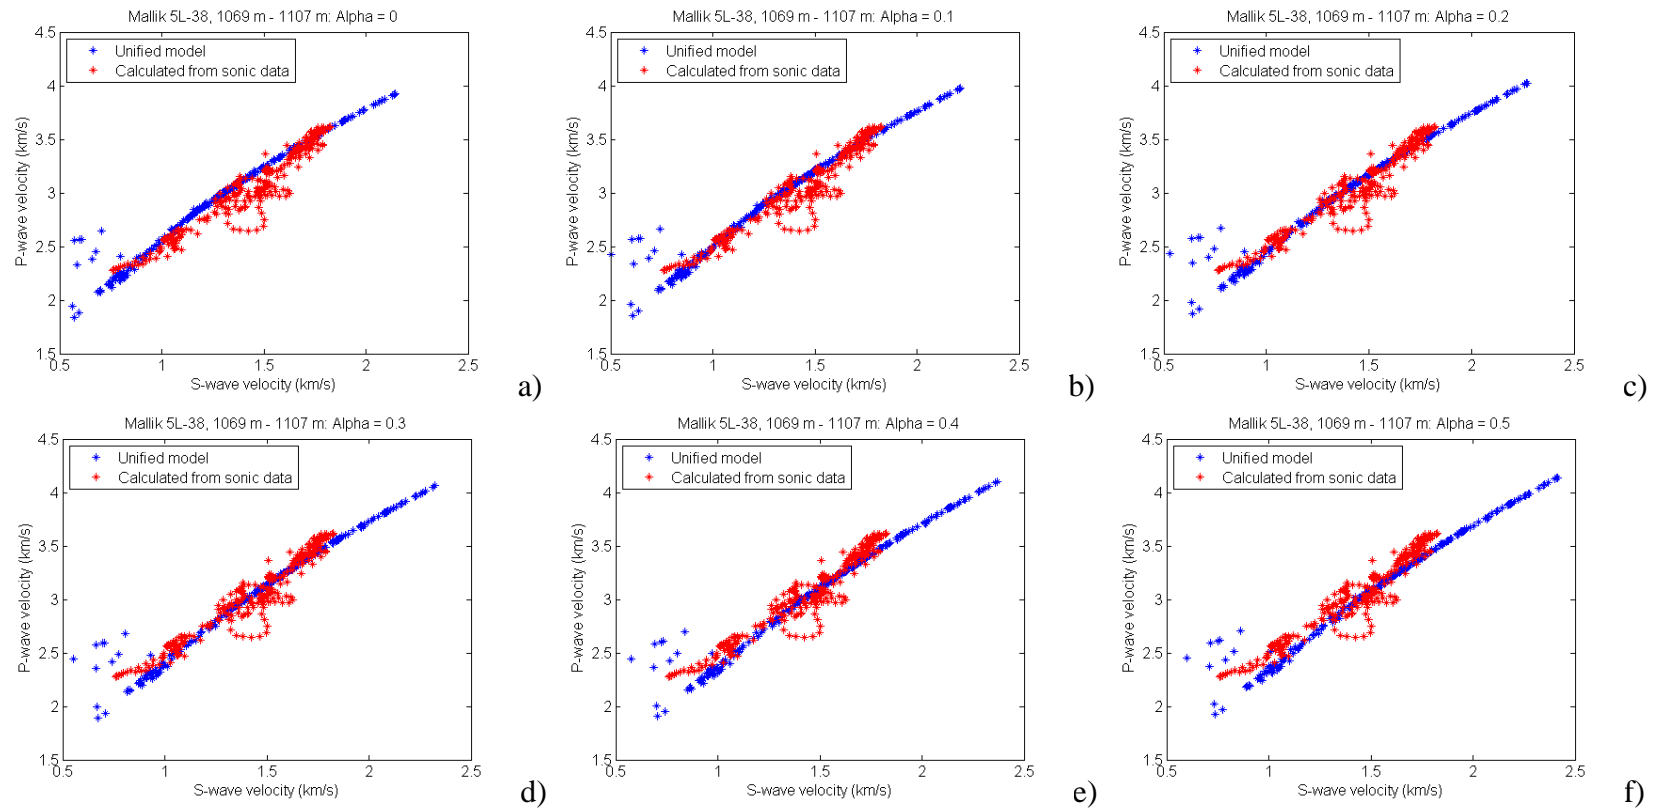 Mallik 5L-38, 1069 m - 1107 m: Alpha = 0
4.5
4
3.5
3
2.5
2
1.5
P-wave velocity (km/s)
Unified model
Calculated from sonic data
0.5
1
1.5
2
2.5
S-wave velocity (km/s)
a)
Mallik 5L-38, 1069 m - 1107 m: Alpha = 0.1
4.5
4
3.5
3
2.5
2
1.5
P-wave velocity (km/s)
Unified model
Calculated from sonic data
0.5
1
1.5
2
2.5
S-wave velocity (km/s)
b)
Mallik 5L-38, 1069 m - 1107 m: Alpha = 0.2
4.5
4
3.5
3
2.5
2
1.5
P-wave velocity (km/s)
Unified model
Calculated from sonic data
0.5
1
1.5
2
2.5
S-wave velocity (km/s)
c)
Mallik 5L-38, 1069 m - 1107 m: Alpha = 0.3
4.5
4
3.5
3
2.5
2
1.5
P-wave velocity (km/s)
Unified model
Calculated from sonic data
0.5
1
1.5
2
2.5
S-wave velocity (km/s)
d)
Mallik 5L-38, 1069 m - 1107 m: Alpha = 0.4
4.5
4
3.5
3
2.5
2
1.5
P-wave velocity (km/s)
Unified model
Calculated from sonic data
0.5
1
1.5
2
2.5
S-wave velocity (km/s)
e)
Mallik 5L-38, 1069 m - 1107 m: Alpha = 0.5
4.5
4
3.5
3
2.5
2
1.5
P-wave velocity (km/s)
Unified model
Calculated from sonic data
0.5
1
1.5
2
2.5
S-wave velocity (km/s)
f)